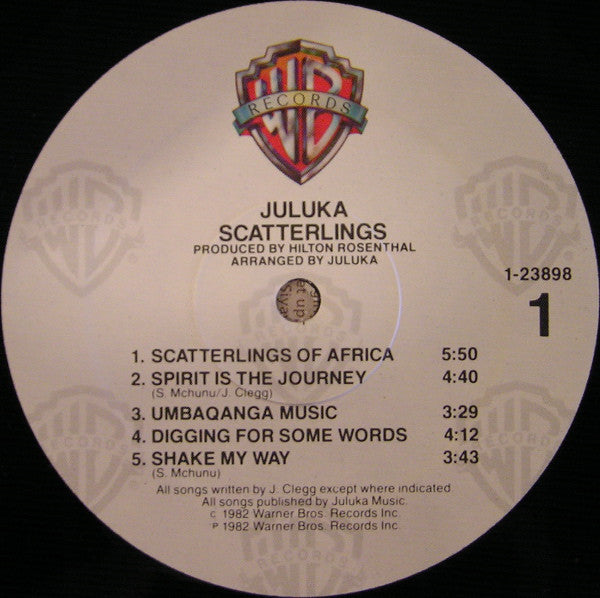 WB
RECORDS
JULUKA
SCATTERLINGS
PRODUCED BY HILTON ROSENTHAL
ARRANGED BY JULUKA
1-23898
1
1. SCATTERLINGS OF AFRICA 5:50
2. SPIRIT IS THE JOURNEY 4:40
(S. Mchunu/J. Clegg)
3. UMBAQANGA MUSIC 3:29
4. DIGGING FOR SOME WORDS 4:12
5. SHAKE MY WAY 3:43
(S. Mchunu)
All songs written by J. Clegg except where indicated
All songs published by Juluka Music.
C 1982 Warner Bros. Records Inc.
P 1982 Warner Bros. Records Inc.